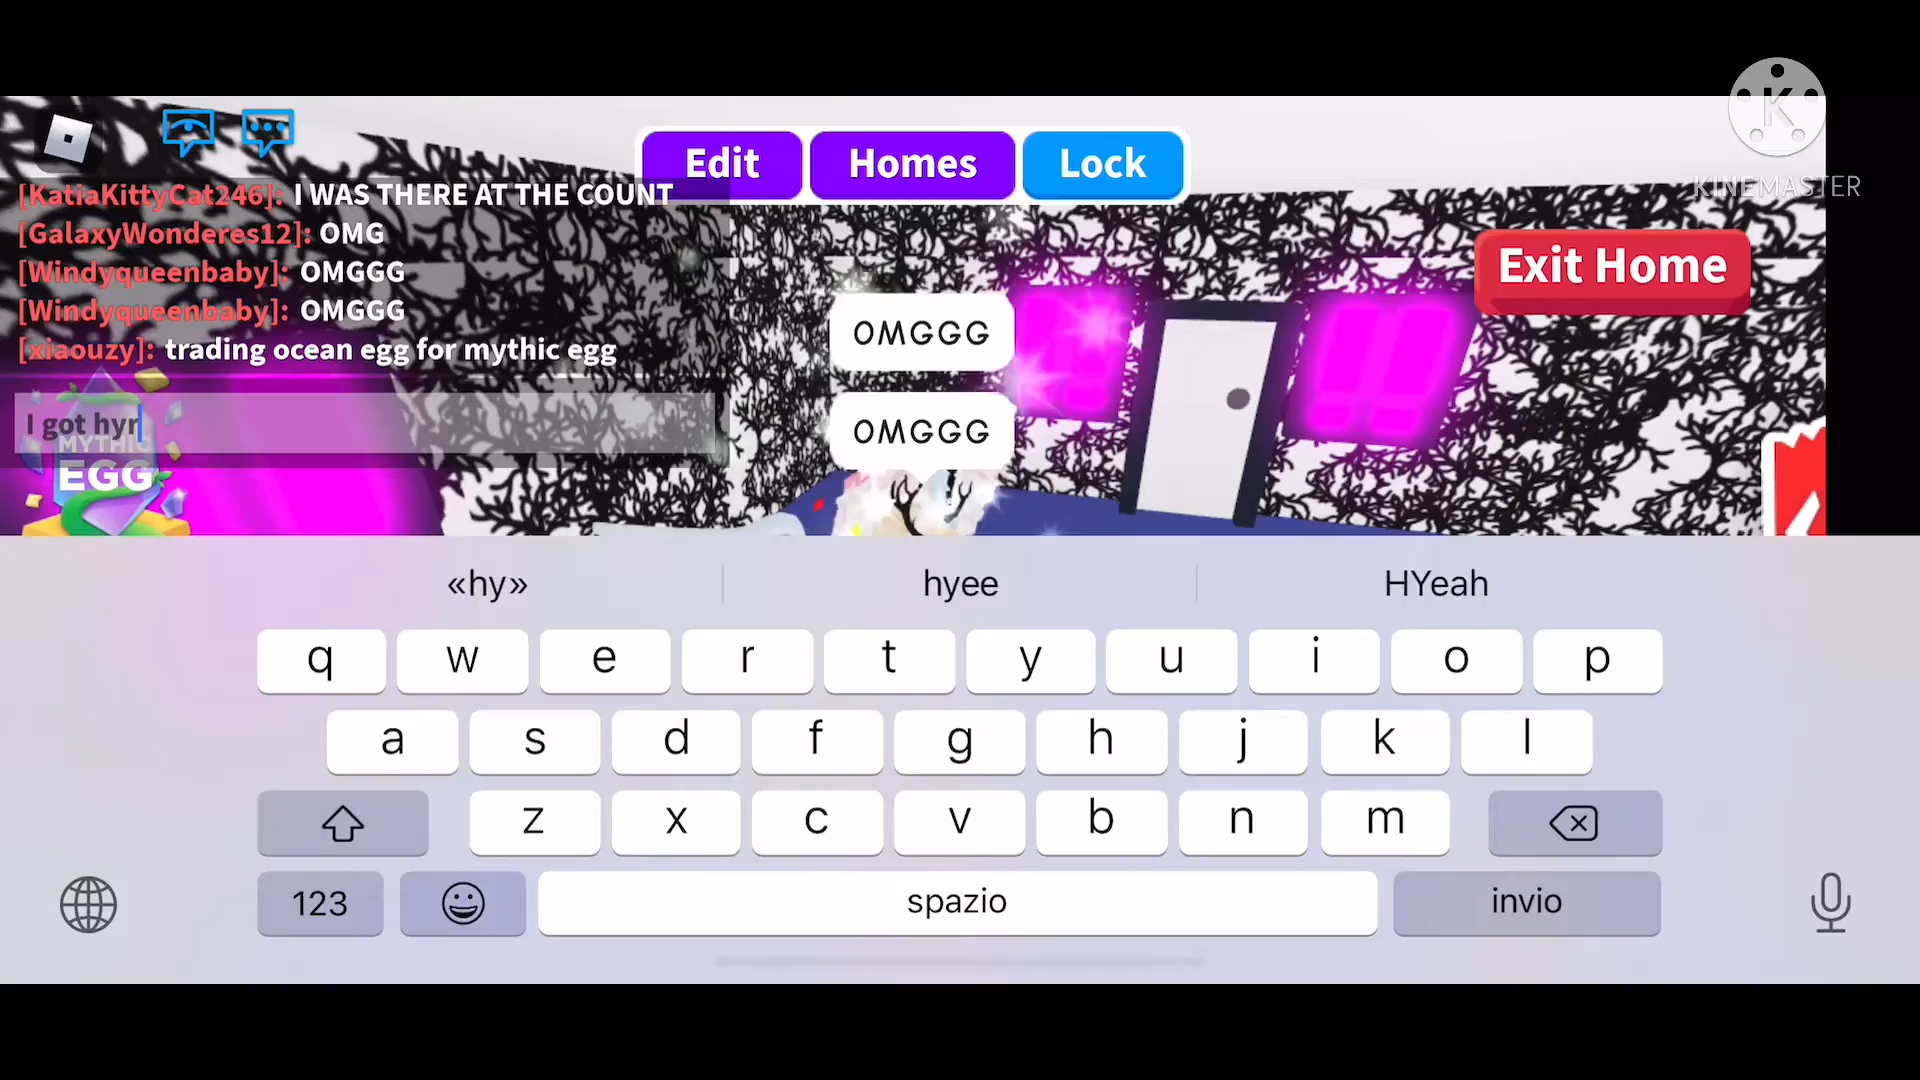 Edit Homes Lock
KINEMASTER
[KatiaKittyCat246]: I WAS THERE AT THE COUNT
[GalaxyWonderes12]: OMG
[Windyqueenbaby]: OMGGG
[Windyqueenbaby]: OMGGG
[xiaouzy]: trading ocean egg for mythic egg
Exit Home
OMGGG
OMGGG
I got hyr
MYTHIC
EGG
«hy» hyee HYeah
q w e r t y u i o p
a s d f g h j k l
z x c v b n m
123 spazio invio